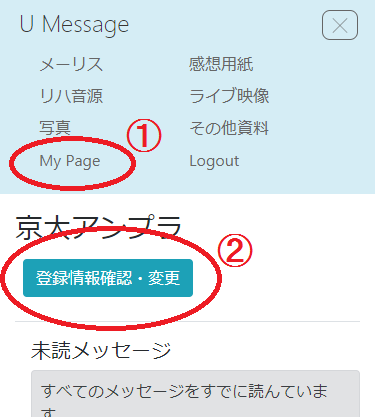 U Message
メーリス 感想用紙
リハ音源 ライブ映像
写真 その他資料
①
My Page Logout
京大アンプラ
②
登録情報確認・変更
未読メッセージ
すべてのメッセージをすでに読んでいま
す